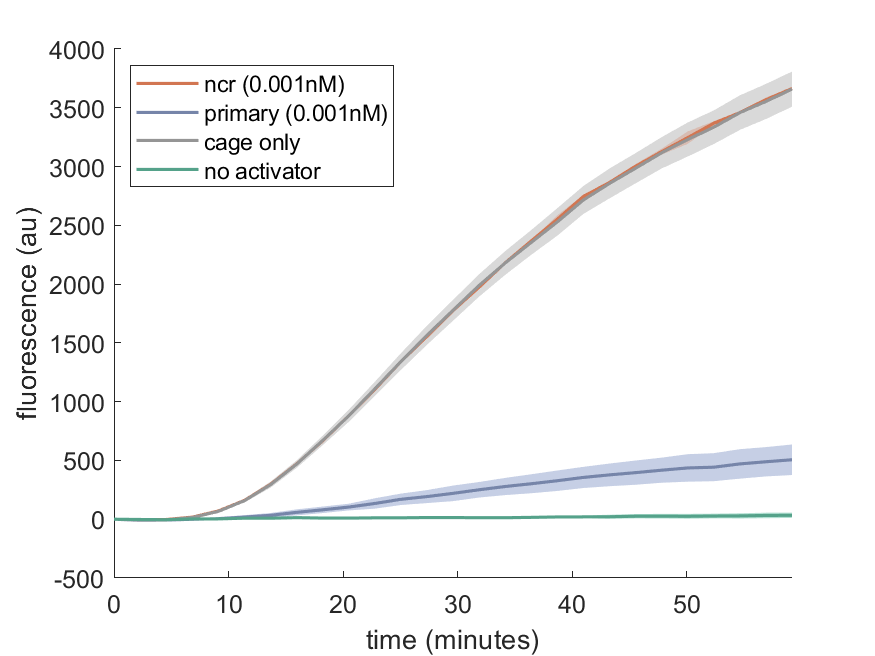 4000
3500
3000
2500
2000
1500
1000
500
0
-500
fluorescence (au)
ncr (0.001nM)
primary (0.001nM)
cage only
no activator
0 10 20 30 40 50
time (minutes)